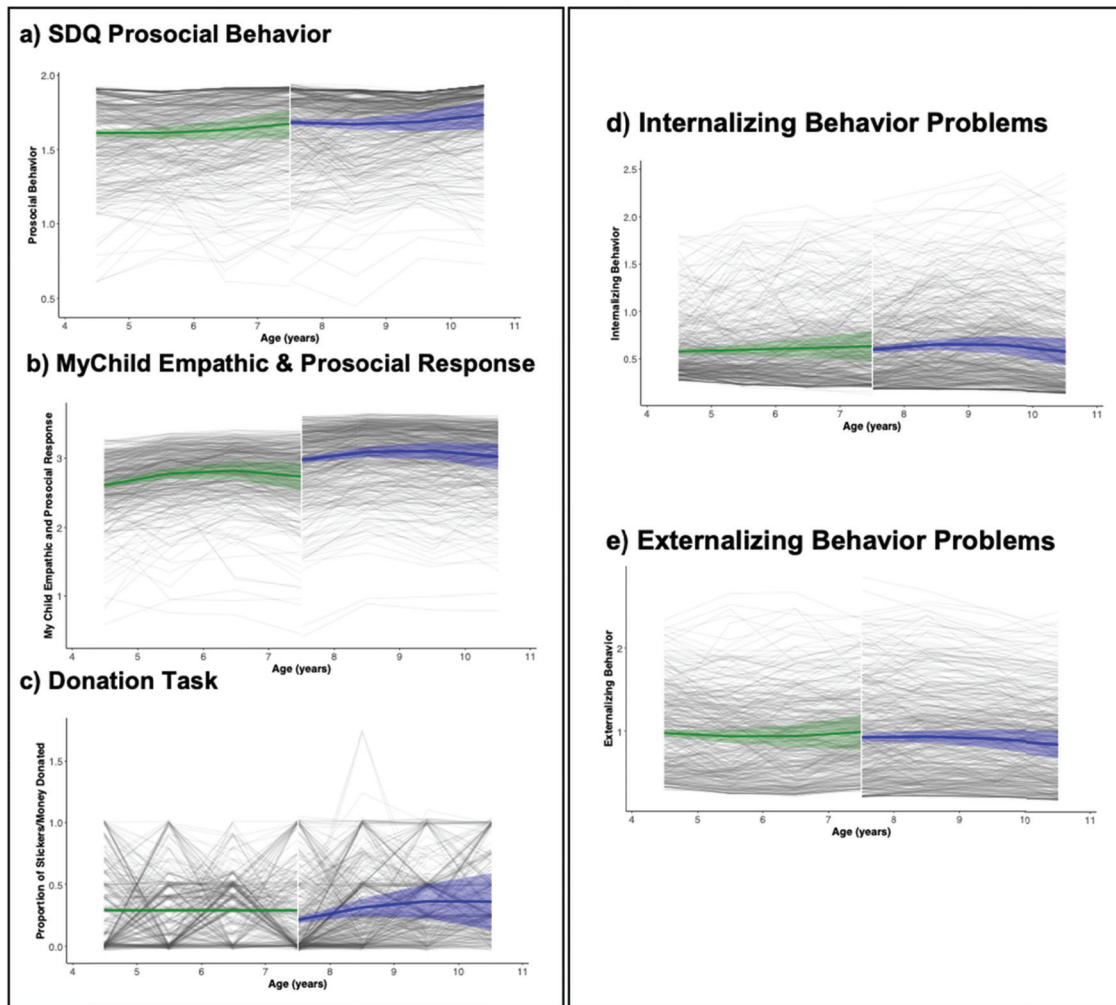 a) SDQ Prosocial Behavior
Prosocial Behavior
2.0
1.5
1.0
0.5
4 5 6 7 8 9 10 11
Age (years)
b) MyChild Empathic & Prosocial Response
My Child Empathic and Prosocial Response
3
2
1
4 5 6 7 8 9 10 11
Age (years)
c) Donation Task
Proportion of Stickers/Money Donated
1.5
1.0
0.5
0.0
4 5 6 7 8 9 10 11
Age (years)
d) Internalizing Behavior Problems
Internalizing Behavior
2.5
2.0
1.5
1.0
0.5
4 5 6 7 8 9 10 11
Age (years)
e) Externalizing Behavior Problems
Externalizing Behavior
2
1
4 5 6 7 8 9 10 11
Age (years)